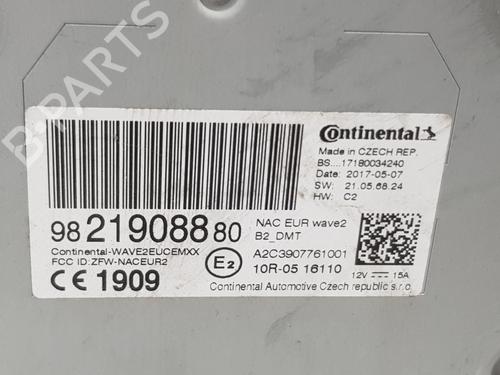 Continental
Made in CZECH REP.
BS....17180034240
Date: 2017-05-07
SW: 21.05.68.24
HW: C2
98 219088 80
NAC EUR wave2
B2_DMT
Continental-WAVE2EUCEMXX
FCC ID:ZFW-NACEUR2
CE 1909
E2
A2C3907761001
10R-05 16110
12V 15A
Continental Automotive Czech republic s.r.o.
B-PARTS